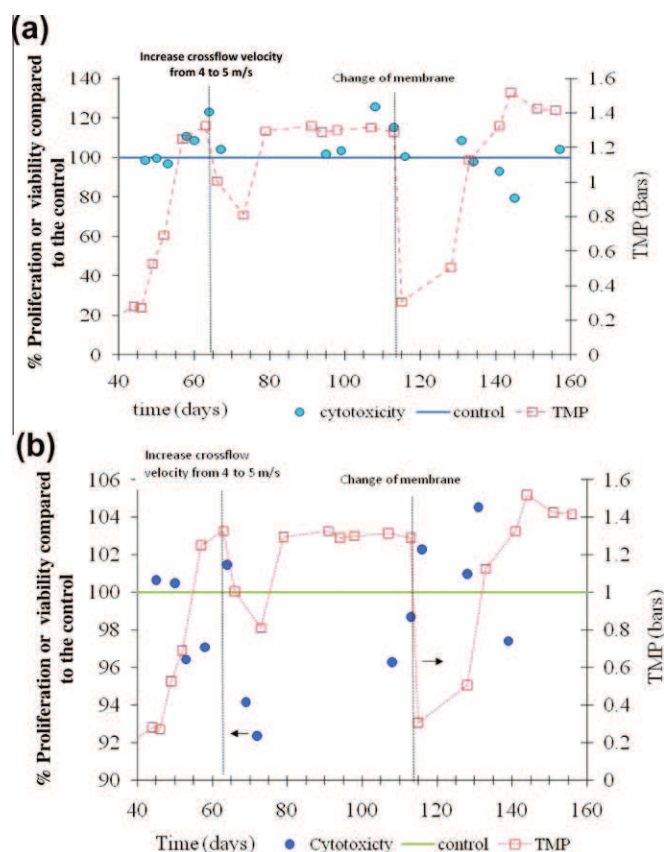 (a)
Increase crossflow velocity
from 4 to 5 m/s
Change of membrane
% Proliferation or viability compared
to the control
140
120
100
80
60
40
20
0
1.6
1.4
1.2
1
0.8
0.6
0.4
0.2
0
TMP (Bars)
40 60 80 100 120 140 160
time (days)
cytotoxicity control TMP
(b)
Increase crossflow
velocity from 4 to 5 m/s
Change of membrane
% Proliferation or viability compared
to the control
106
104
102
100
98
96
94
92
90
1.6
1.4
1.2
1
0.8
0.6
0.4
0.2
0
TMP (bars)
40 60 80 100 120 140 160
Time (days)
Cytotoxicty control TMP